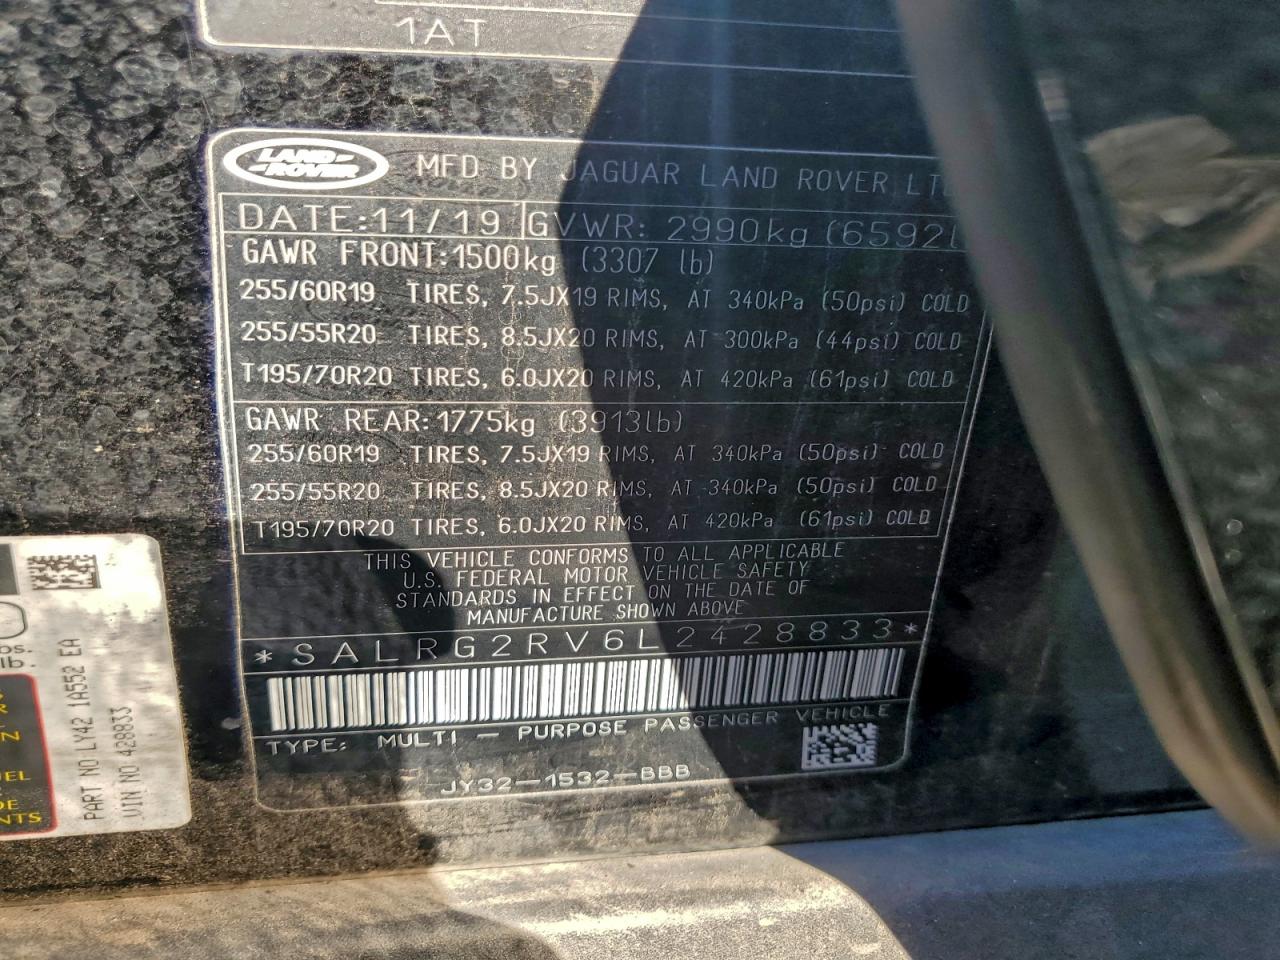 1AT
LAND-
-ROVER
MFD BY JAGUAR LAND ROVER
DATE:11/19 GVWR: 2990kg (6592
GAWR FRONT:1500kg (3307 lb)
255/60R19 TIRES, 7.5JX19 RIMS, AT 340kPa (50psi) COLD
255/55R20 TIRES, 8.5JX20 RIMS, AT 300kPa (44psi) COLD
T195/70R20 TIRES, 6.0JX20 RIMS, AT 420kPa (61psi) COLD
GAWR REAR:1775kg (3913lb)
255/60R19 TIRES, 7.5JX19 RIMS, AT 340kPa (50psi) COLD
255/55R20 TIRES, 8.5JX20 RIMS, AT 340kPa (50psi) COLD
T195/70R20 TIRES, 6.0JX20 RIMS, AT 420kPa (61psi) COLD
THIS VEHICLE CONFORMS TO ALL APPLICABLE
U.S. FEDERAL MOTOR VEHICLE SAFETY
STANDARDS IN EFFECT ON THE DATE OF
MANUFACTURE SHOWN ABOVE
*SALRG2RV6L2428833*
TYPE: MULTI - PURPOSE PASSENGER VEHICLE
JY32-1532-BBB
lb.
PART NO LY42 1A552 EA
VIN NO 428833